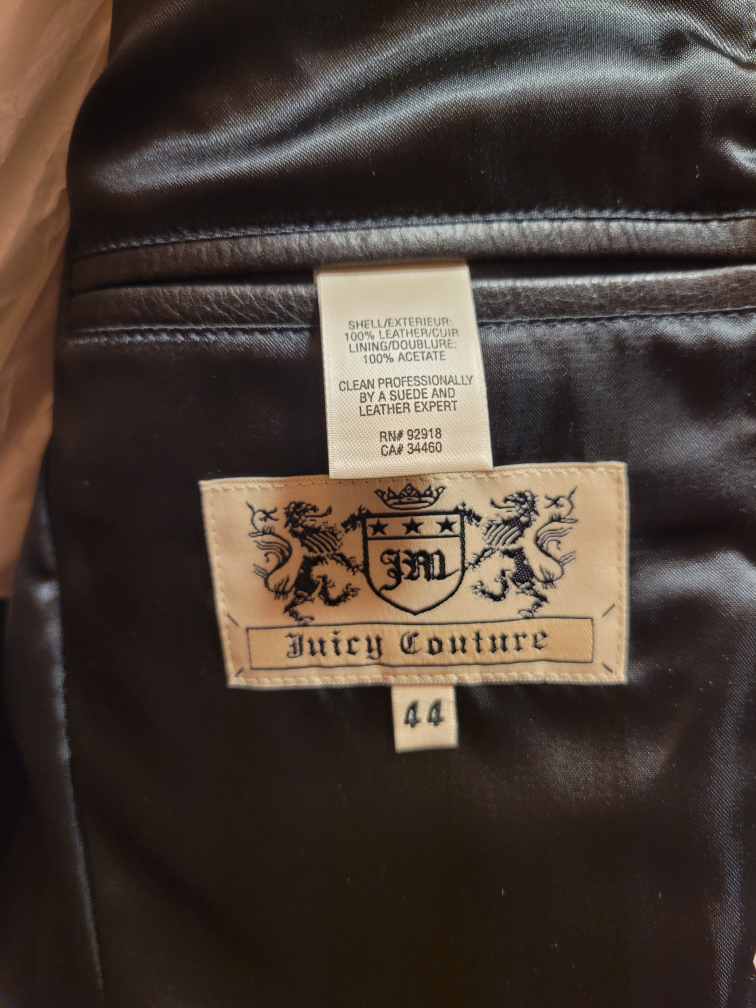 SHELL/EXTERIEUR:
100% LEATHER/CUIR
LINING/DOUBLURE:
100% ACETATE
CLEAN PROFESSIONALLY
BY A SUEDE AND
LEATHER EXPERT
RN# 92918
CA# 34460
JM
Juicy Couture
44